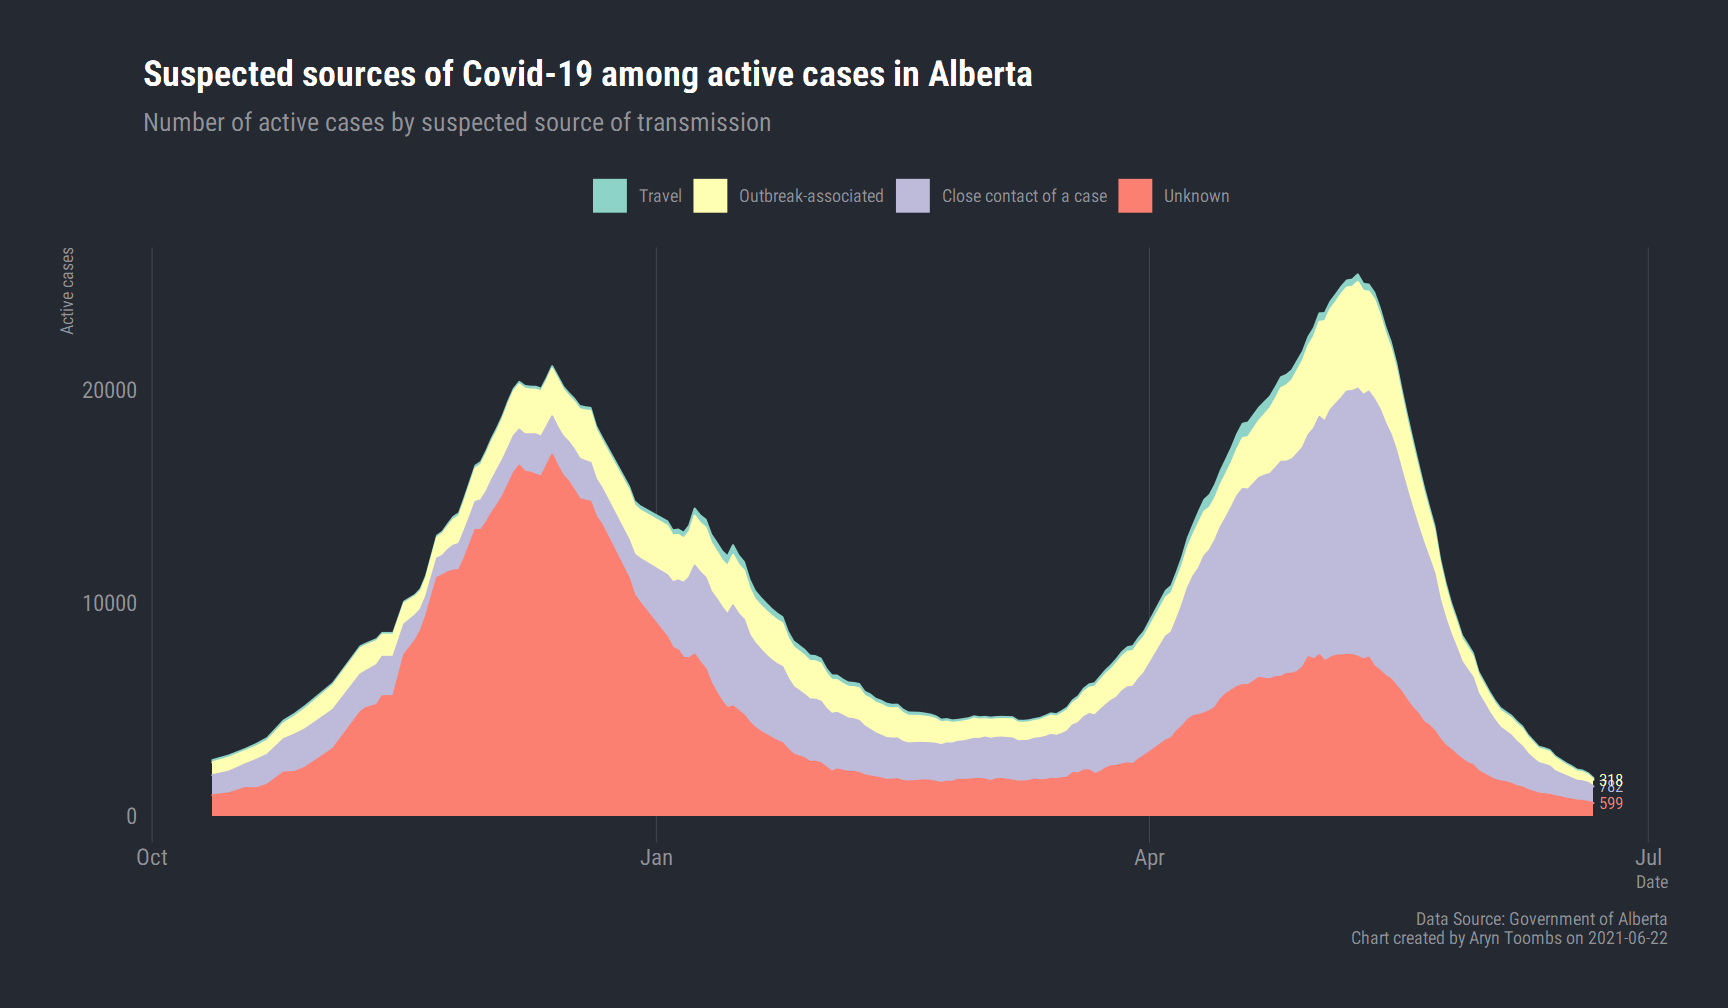 Suspected sources of Covid-19 among active cases in Alberta
Number of active cases by suspected source of transmission
Travel
Outbreak-associated
Close contact of a case
Unknown
Active cases
20000
10000
0
318
782
599
Oct
Jan
Apr
Jul
Date
Data Source: Government of Alberta
Chart created by Aryn Toombs on 2021-06-22